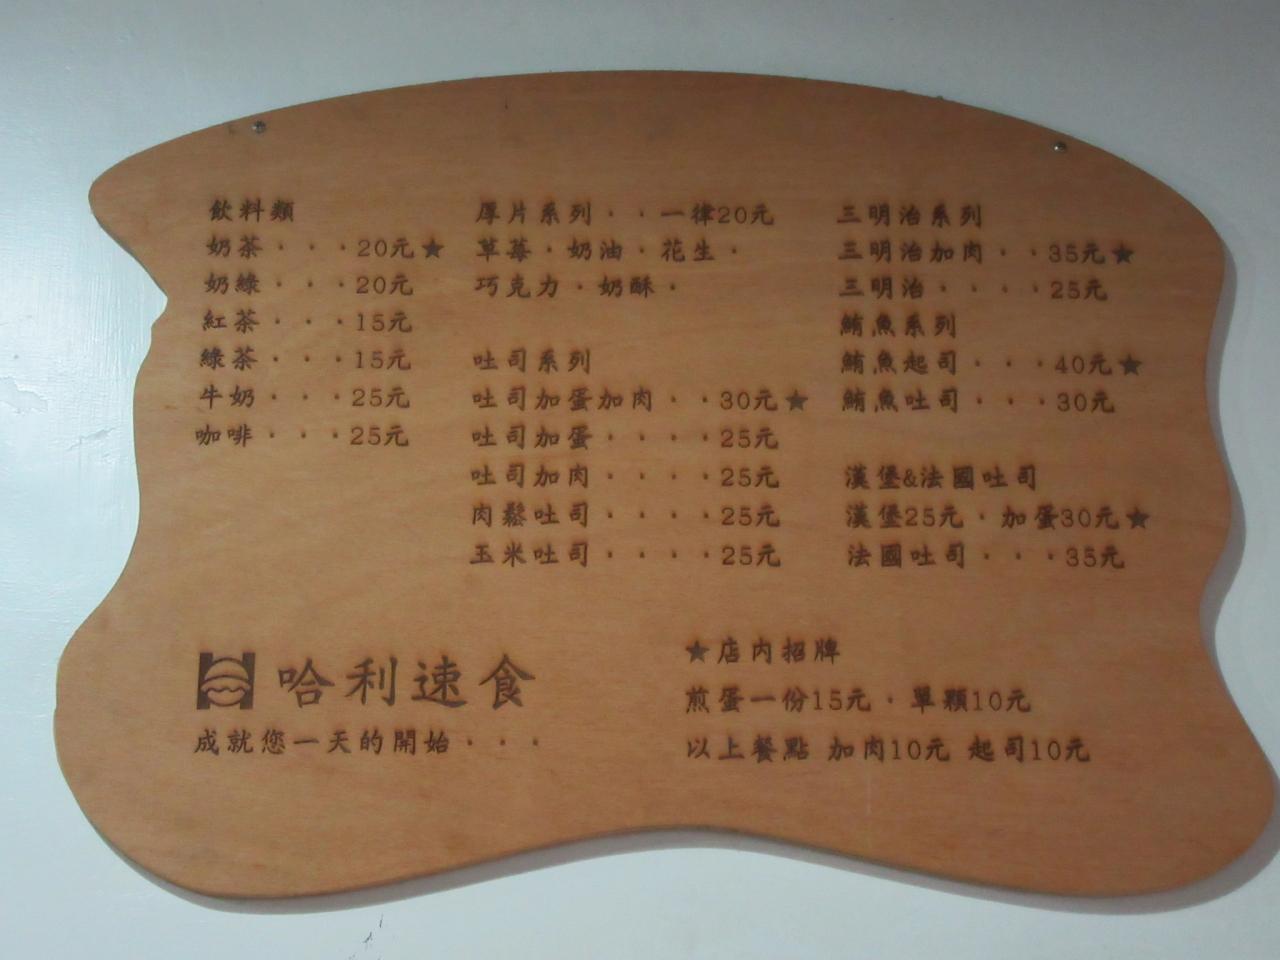 飲料類
奶茶···20元★
奶綠···20元
紅茶···15元
綠茶···15元
牛奶···25元
咖啡···25元
厚片系列··一律20元
草莓·奶油·花生·
巧克力·奶酥·
吐司系列
吐司加蛋加肉··30元★
吐司加蛋····25元
吐司加肉····25元
肉鬆吐司····25元
玉米吐司····25元
三明治系列
三明治加肉··35元★
三明治····25元
鮪魚系列
鮪魚起司···40元★
鮪魚吐司···30元
漢堡&法國吐司
漢堡25元·加蛋30元★
法國吐司···35元
哈利速食
成就您一天的開始···
★店內招牌
煎蛋一份15元·單顆10元
以上餐點 加肉10元 起司10元